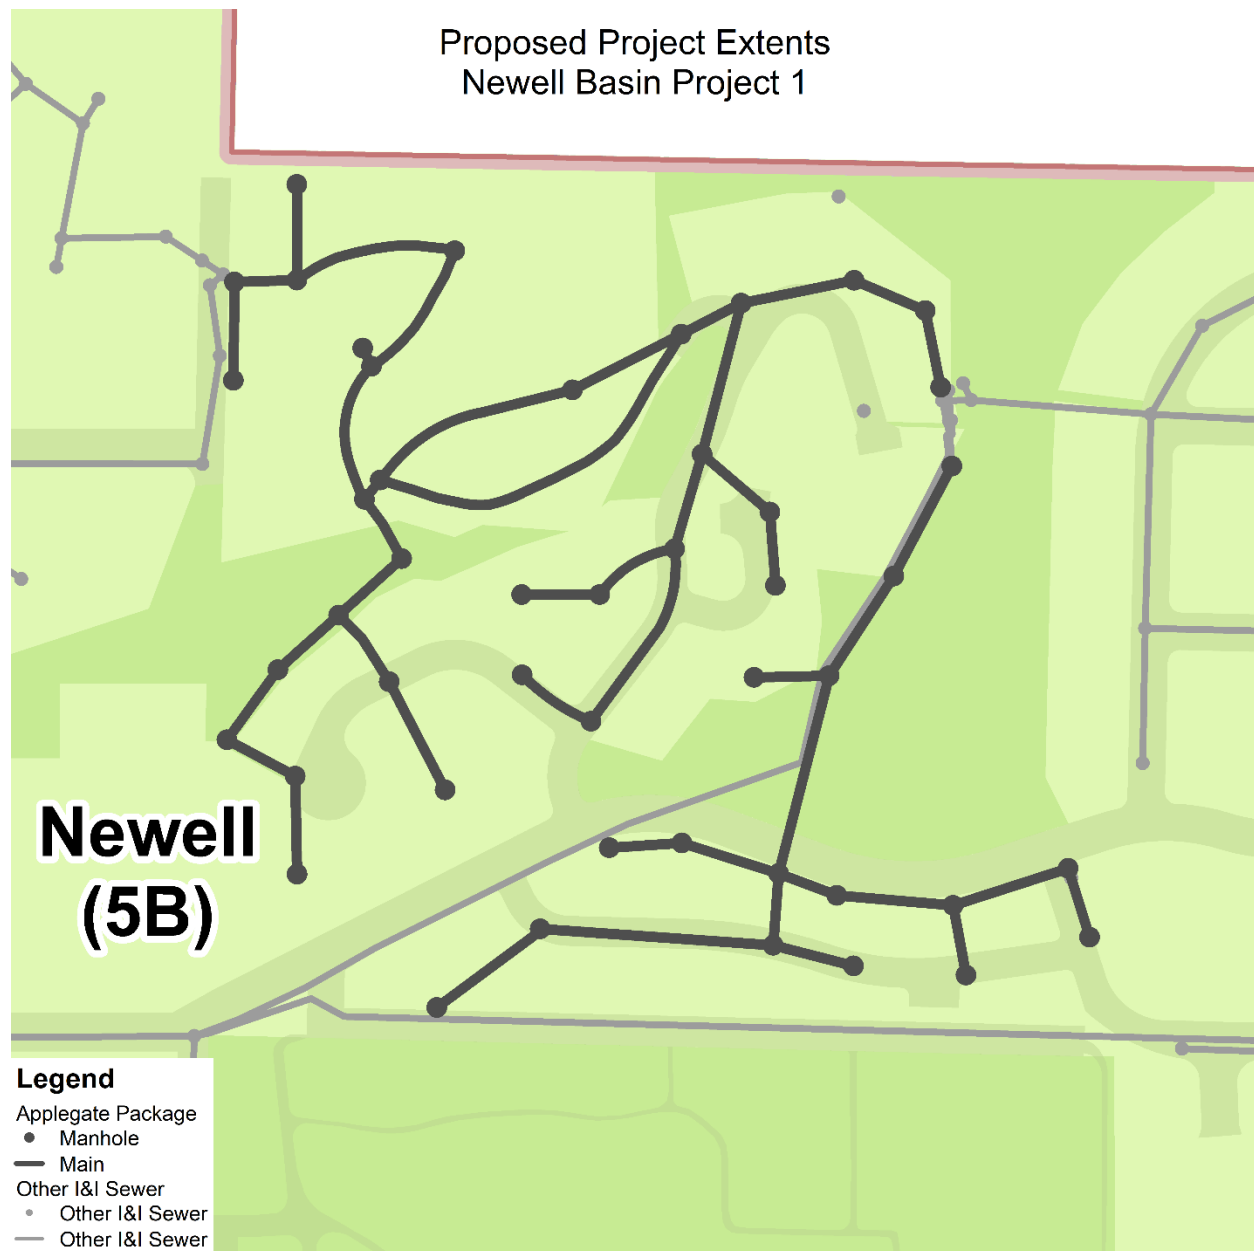 Proposed Project Extents
Newell Basin Project 1
Newell
(5B)
Legend
Applegate Package
Manhole
Main
Other I&I Sewer
Other I&I Sewer
Other I&I Sewer